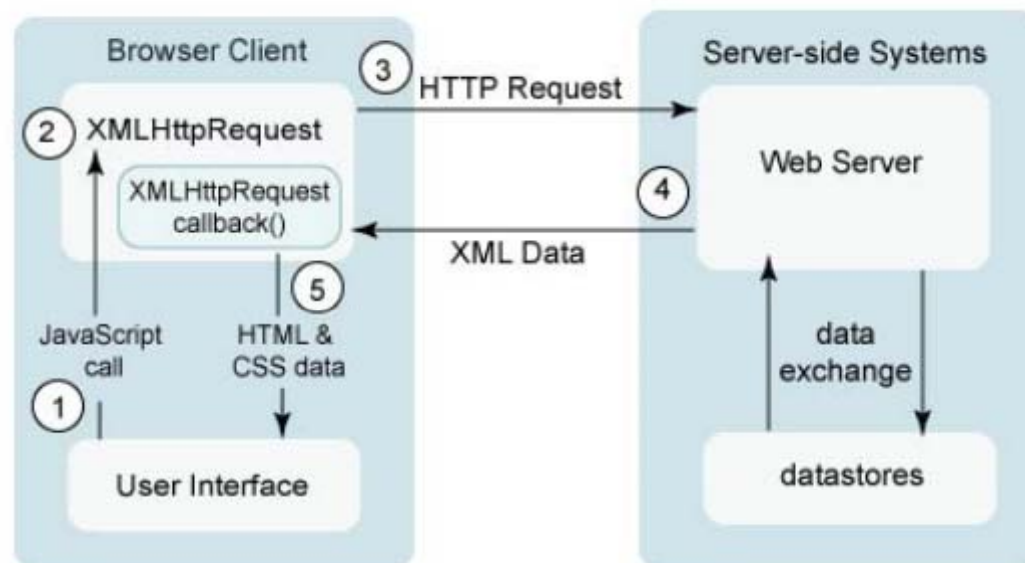 Browser Client
Server-side Systems
3
HTTP Request
2
XMLHttpRequest
Web Server
XMLHttpRequest
callback()
4
XML Data
5
JavaScript
call
HTML &
CSS data
data
exchange
1
User Interface
datastores